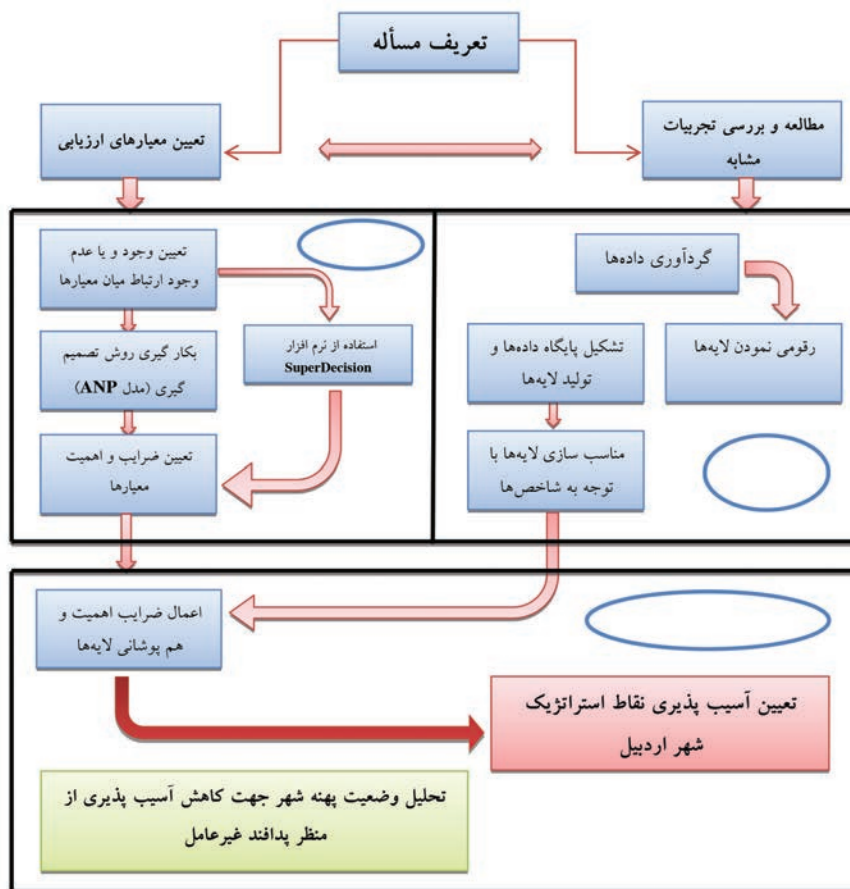 تعریف مسأله
مطالعه و بررسی تجربیات
مشابه
تعیین معیارهای ارزیابی
گردآوری داده‌ها
رقومی نمودن لایه‌ها
تشکیل پایگاه داده‌ها و
تولید لایه‌ها
مناسب سازی لایه‌ها با
توجه به شاخص‌ها
تعیین وجود و یا عدم
وجود ارتباط میان معیارها
استفاده از نرم افزار
SuperDecision
بکار گیری روش تصمیم
گیری (مدل ANP)
تعیین ضرایب و اهمیت
معیارها
اعمال ضرایب اهمیت و
هم پوشانی لایه‌ها
تعیین آسیب پذیری نقاط استراتژیک
شهر اردبیل
تحلیل وضعیت پهنه شهر جهت کاهش آسیب پذیری از
منظر پدافند غیرعامل